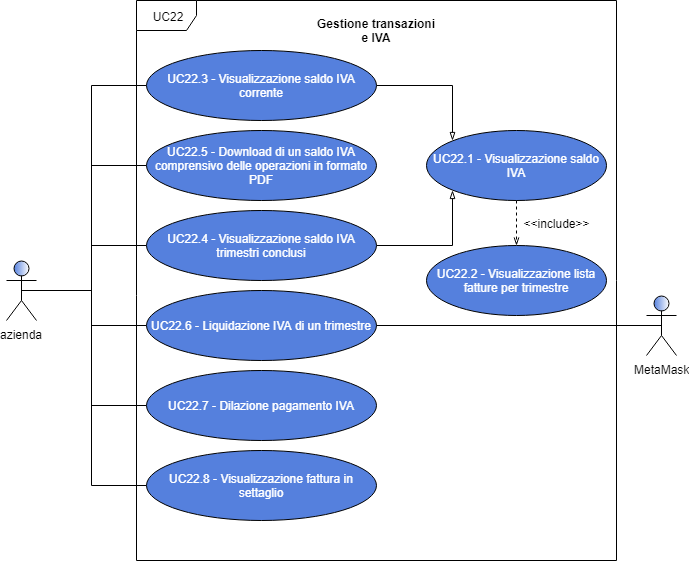 UC22
Gestione transazioni
e IVA
UC22.3 - Visualizzazione saldo IVA
corrente
UC22.5 - Download di un saldo IVA
comprensivo delle operazioni in formato
PDF
UC22.1 - Visualizzazione saldo
IVA
UC22.4 - Visualizzazione saldo IVA
trimestri conclusi
<<include>>
UC22.2 - Visualizzazione lista
fatture per trimestre
azienda
UC22.6 - Liquidazione IVA di un trimestre
MetaMask
UC22.7 - Dilazione pagamento IVA
UC22.8 - Visualizzazione fattura in
settaglio